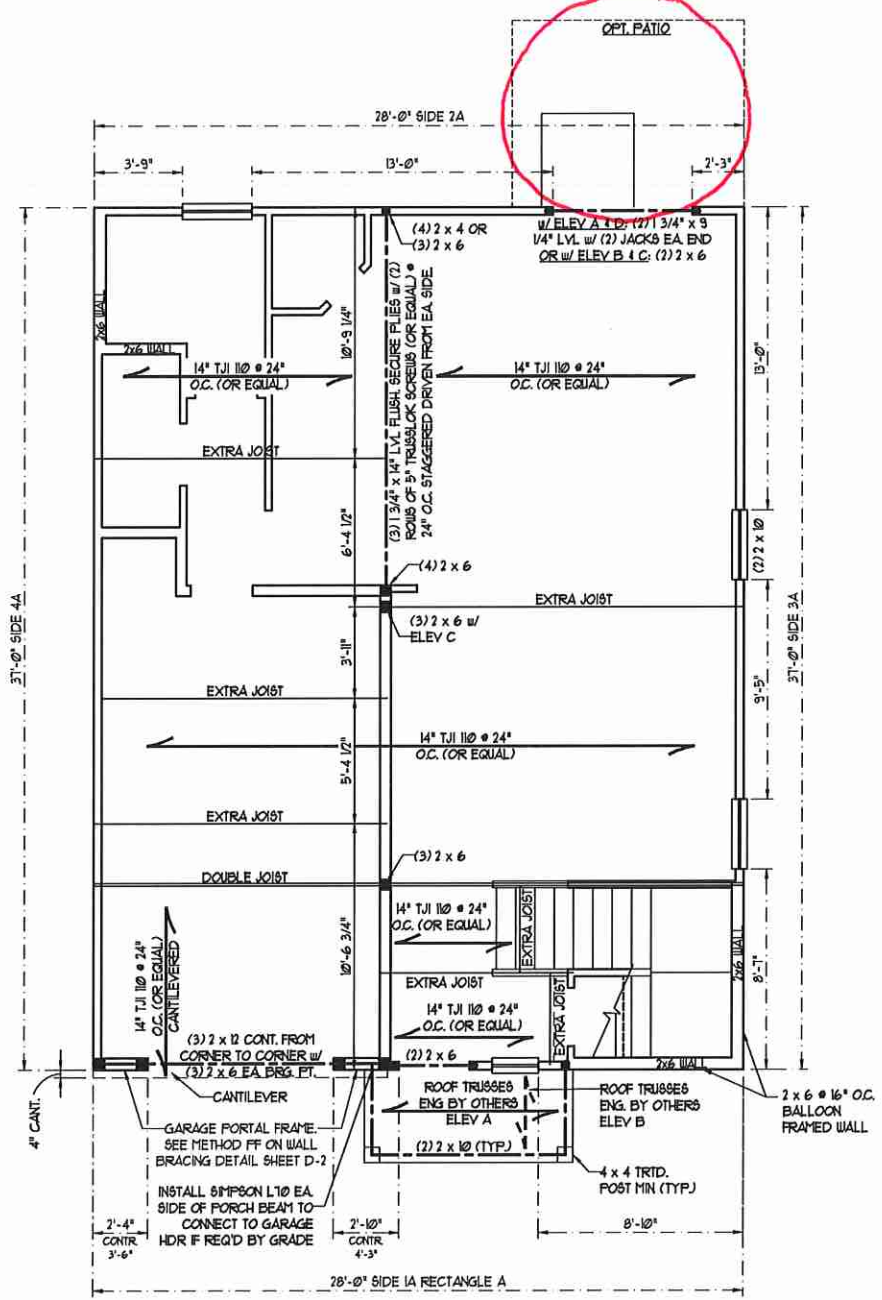 OPT. PATIO
28'-0" SIDE 2A
3'-9"
13'-0"
2'-3"
(4) 2 x 4 OR
(3) 2 x 6
w/ ELEV A & D: (2) 1 3/4" x 9
1/4" LVL w/ (2) JACKS EA. END
OR w/ ELEV B & C: (2) 2 x 6
2x6 WALL
2x6 WALL
10'-9 1/4"
(3) 1 3/4" x 14" LVL FLUSH. SECURE PLIES w/ (2)
ROWS OF 5" TRUSSLOK SCREWS (OR EQUAL) @
24" O.C. STAGGERED DRIVEN FROM EA. SIDE.
14" TJI 110 @ 24"
O.C. (OR EQUAL)
14" TJI 110 @ 24"
O.C. (OR EQUAL)
13'-0"
EXTRA JOIST
6'-4 1/2"
(2) 2 x 10
(4) 2 x 6
EXTRA JOIST
(3) 2 x 6 w/
ELEV C
37'-0" SIDE 4A
37'-0" SIDE 3A
3'-11"
9'-5"
EXTRA JOIST
14" TJI 110 @ 24"
O.C. (OR EQUAL)
5'-4 1/2"
EXTRA JOIST
(3) 2 x 6
DOUBLE JOIST
14" TJI 110 @ 24"
O.C. (OR EQUAL)
EXTRA JOIST
14" TJI 110 @ 24"
O.C. (OR EQUAL)
CANTILEVERED
10'-6 3/4"
2x6 WALL
8'-7"
EXTRA JOIST
14" TJI 110 @ 24"
O.C. (OR EQUAL)
EXTRA JOIST
(3) 2 x 12 CONT. FROM
CORNER TO CORNER w/
(3) 2 x 6 EA. BRG. PT.
(2) 2 x 6
2x6 WALL
4" CANT.
CANTILEVER
ROOF TRUSSES
ENG BY OTHERS
ELEV A
ROOF TRUSSES
ENG. BY OTHERS
ELEV B
2 x 6 @ 16" O.C.
BALLOON
FRAMED WALL
GARAGE PORTAL FRAME.
SEE METHOD PF ON WALL
BRACING DETAIL SHEET D-2
(2) 2 x 10 (TYP.)
4 x 4 TRTD.
POST MIN (TYP.)
INSTALL SIMPSON L70 EA.
SIDE OF PORCH BEAM TO
CONNECT TO GARAGE
HDR IF REQ'D BY GRADE
2'-4"
CONTR.
3'-6"
2'-10"
CONTR.
4'-3"
8'-10"
28'-0" SIDE 1A RECTANGLE A